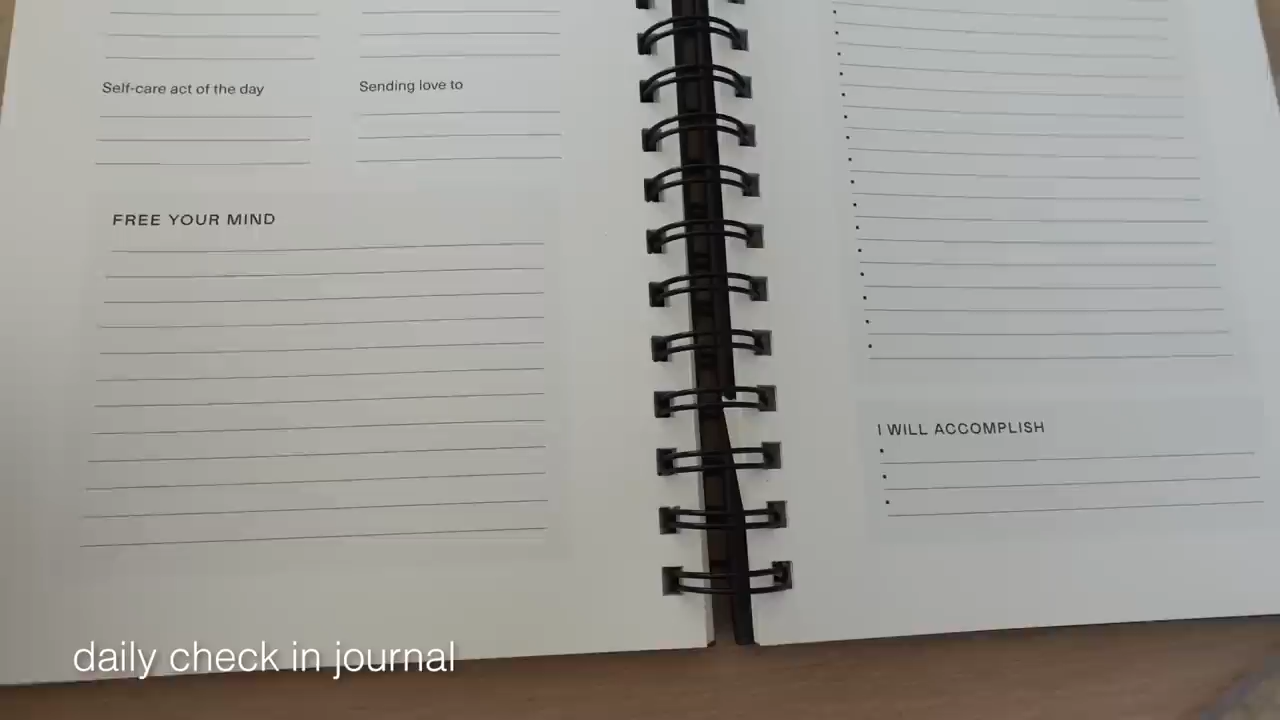 Self-care act of the day
Sending love to
FREE YOUR MIND
I WILL ACCOMPLISH
daily check in journal